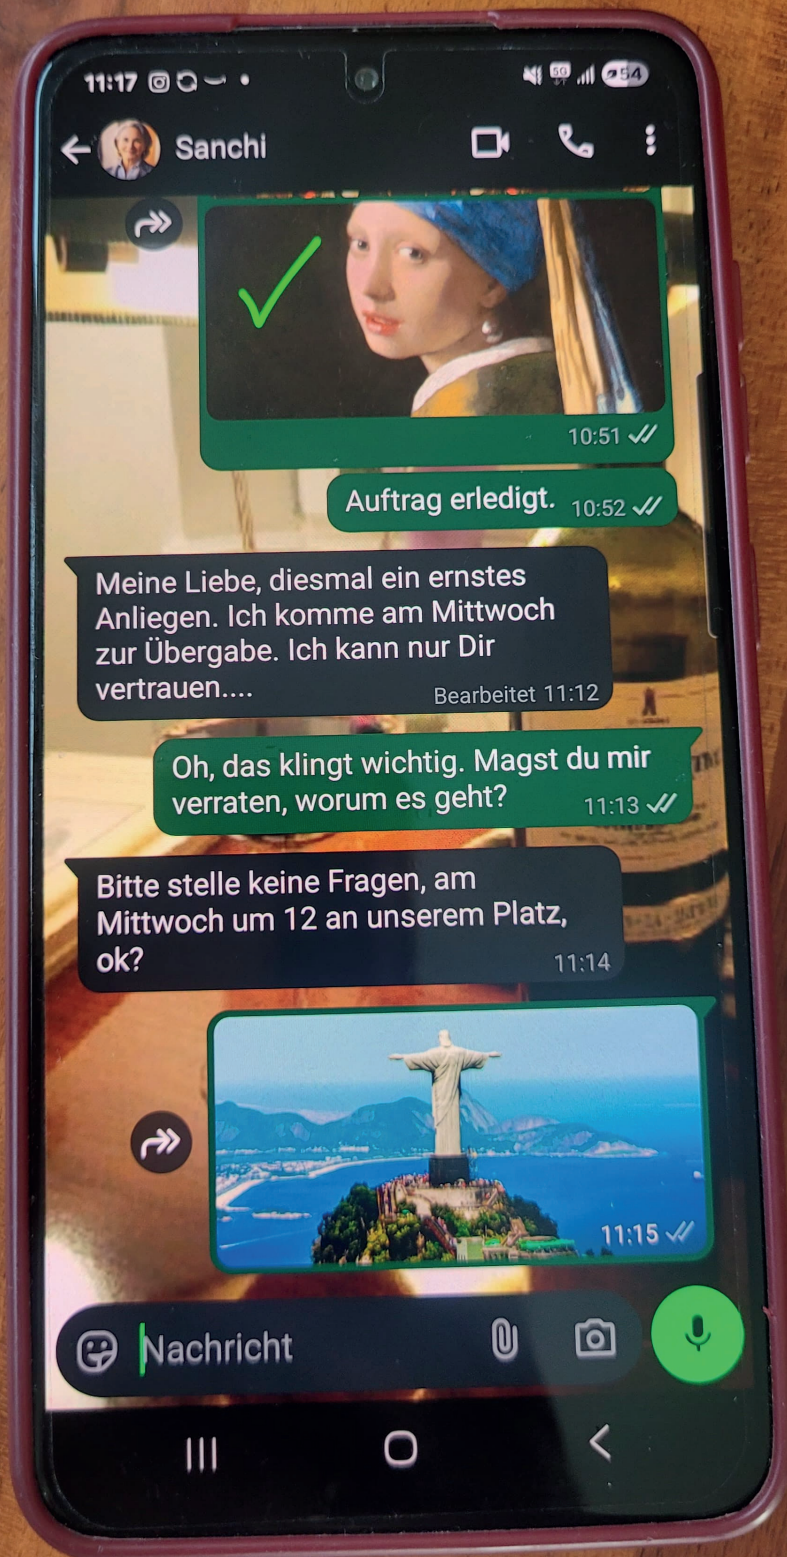 11:17
5G
54
Sanchi
10:51
Auftrag erledigt. 10:52
Meine Liebe, diesmal ein ernstes
Anliegen. Ich komme am Mittwoch
zur Übergabe. Ich kann nur Dir
vertrauen....
Bearbeitet 11:12
Oh, das klingt wichtig. Magst du mir
verraten, worum es geht?
11:13
Bitte stelle keine Fragen, am
Mittwoch um 12 an unserem Platz,
ok?
11:14
11:15
Nachricht